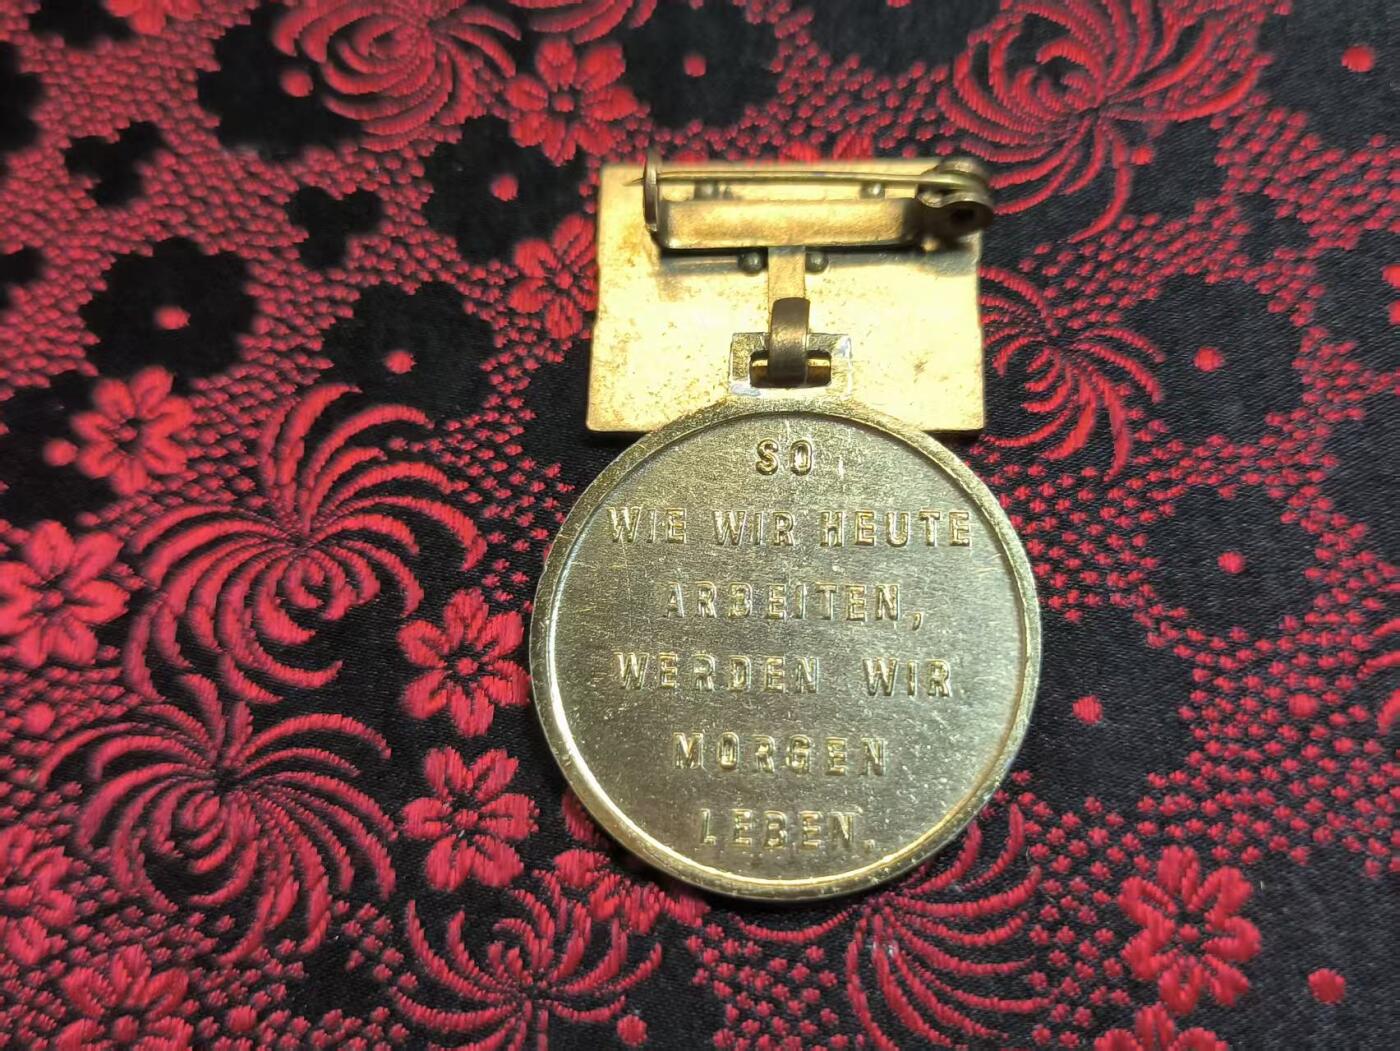 SO
WIE WIR HEUTE
ARBEITEN,
WERDEN WIR
MORGEN
LEBEN.